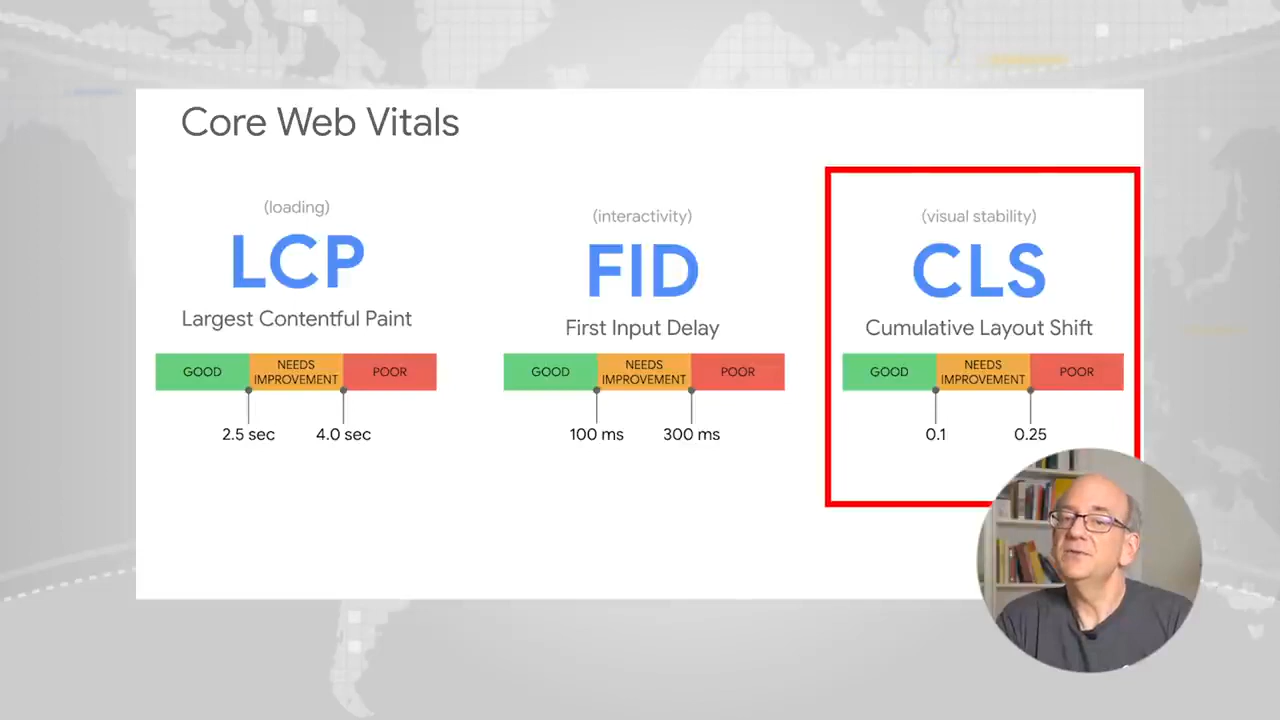 Core Web Vitals
(loading)
LCP
Largest Contentful Paint
GOOD
NEEDS
IMPROVEMENT
POOR
2.5 sec
4.0 sec
(interactivity)
FID
First Input Delay
GOOD
NEEDS
IMPROVEMENT
POOR
100 ms
300 ms
(visual stability)
CLS
Cumulative Layout Shift
GOOD
NEEDS
IMPROVEMENT
POOR
0.1
0.25